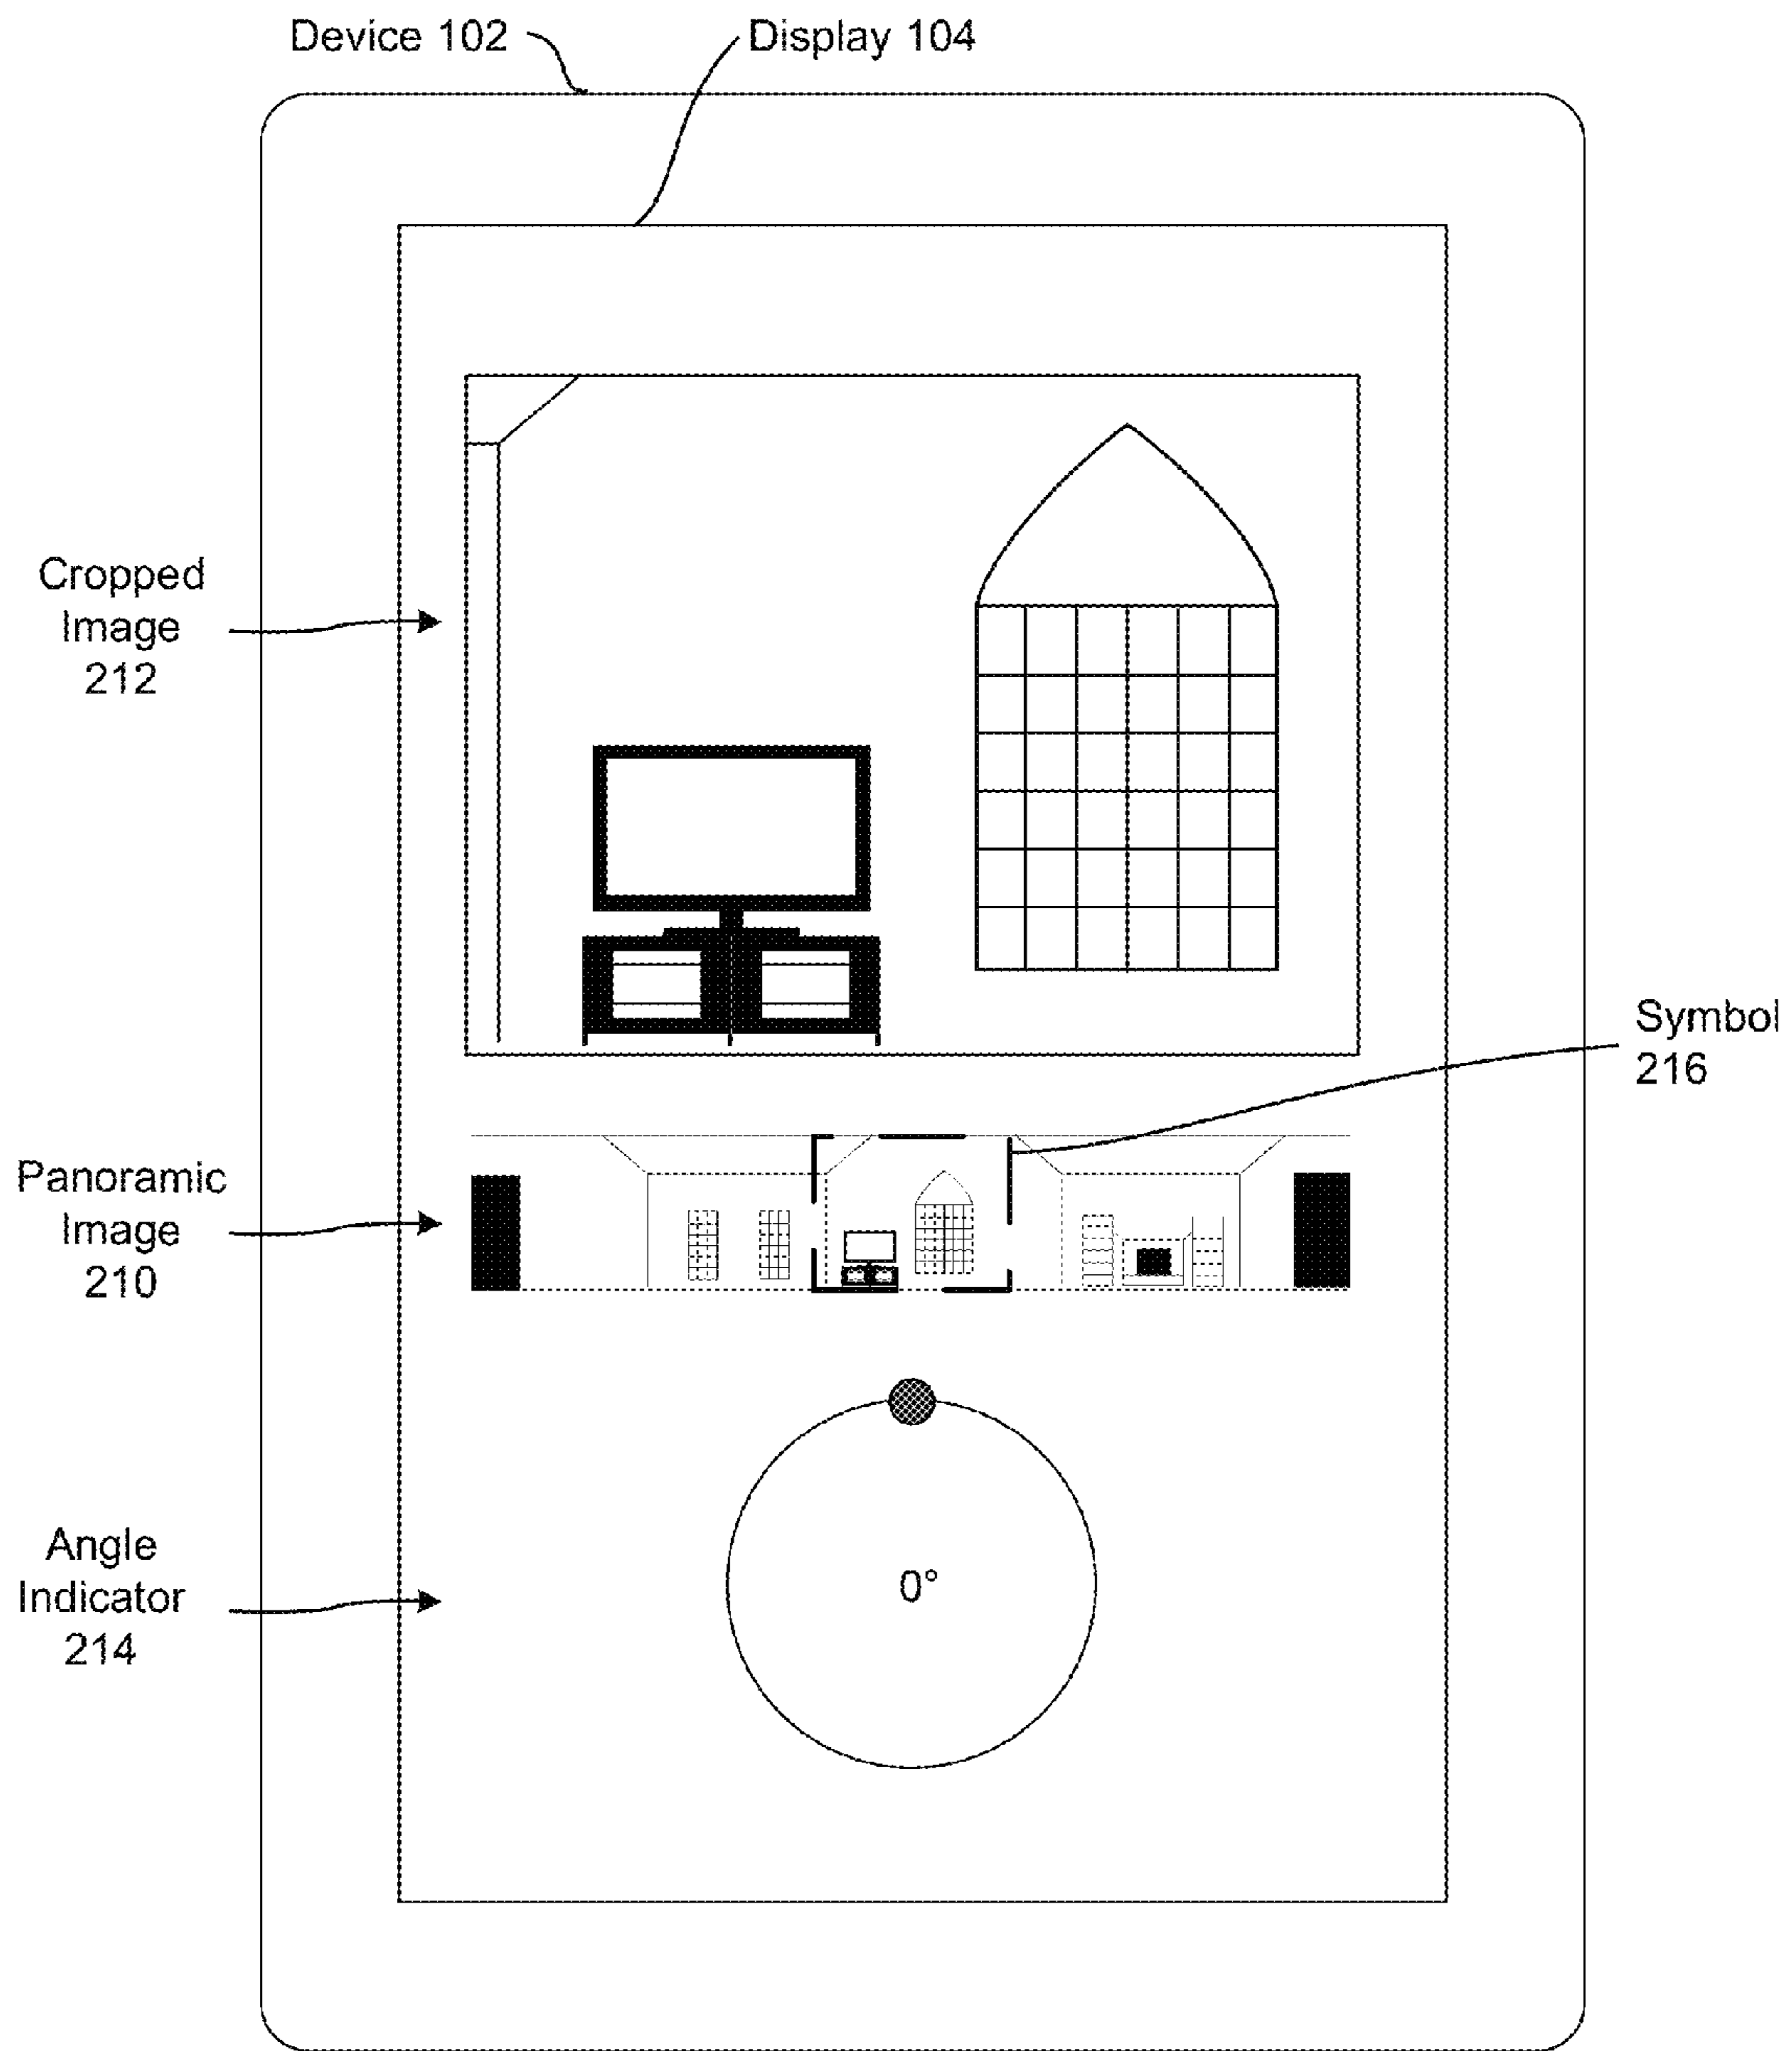 Device 102
Display 104
Cropped
Image
212
Symbol
216
Panoramic
Image
210
Angle
Indicator
214
0°